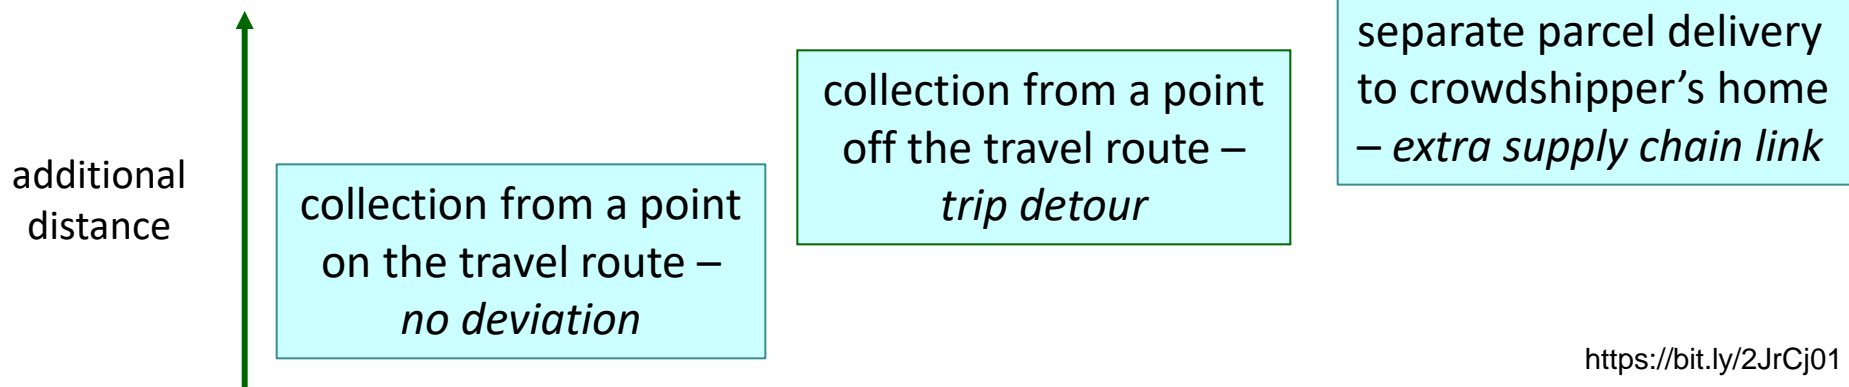 additional
distance
collection from a point
on the travel route –
no deviation
collection from a point
off the travel route –
trip detour
separate parcel delivery
to crowdshipper’s home
– extra supply chain link
https://bit.ly/2JrCj01